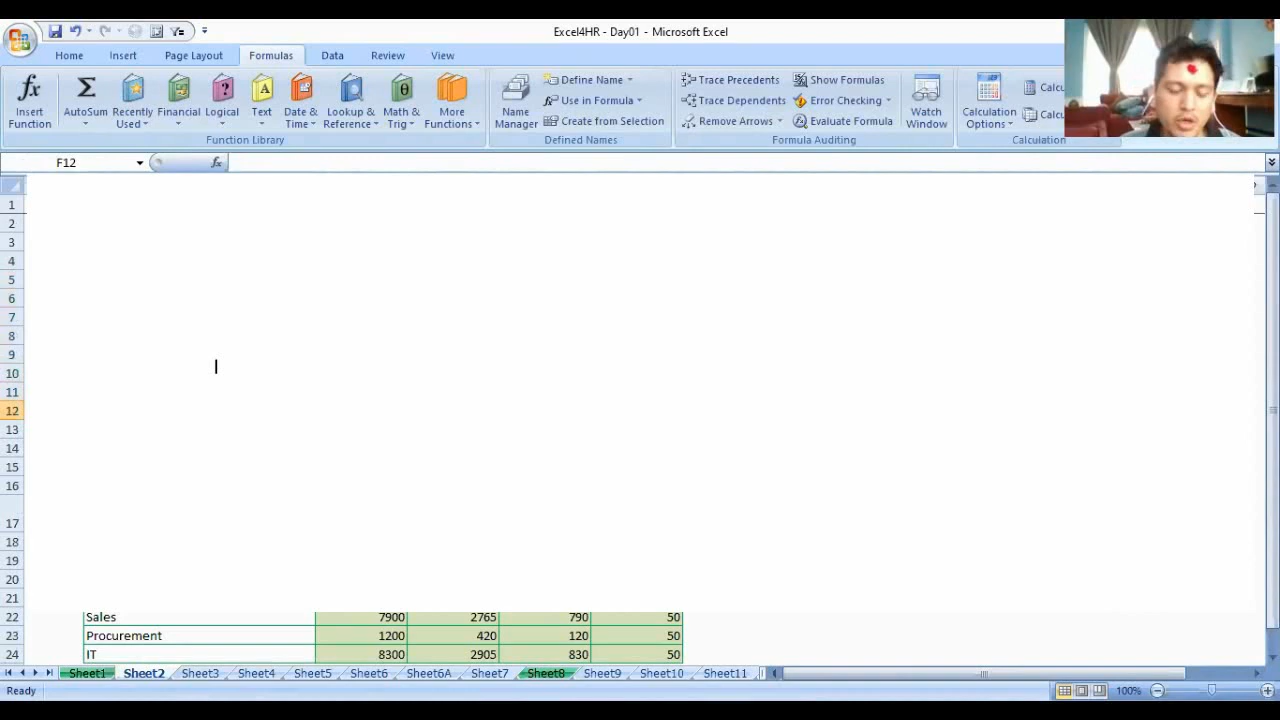 Excel4HR - Day01 - Microsoft Excel
Home Insert Page Layout Formulas Data Review View
Insert Function
AutoSum
Recently Used
Financial
Logical
Text
Date & Time
Lookup & Reference
Math & Trig
More Functions
Function Library
Name Manager
Define Name
Use in Formula
Create from Selection
Defined Names
Trace Precedents
Trace Dependents
Remove Arrows
Show Formulas
Error Checking
Evaluate Formula
Formula Auditing
Watch Window
Calculation Options
Calculation
F12 fx
1
2
3
4
5
6
7
8
9
10
11
12
13
14
15
16
17
18
19
20
21
22 Sales 7900 2765 790 50
23 Procurement 1200 420 120 50
24 IT 8300 2905 830 50
Sheet1 Sheet2 Sheet3 Sheet4 Sheet5 Sheet6 Sheet6A Sheet7 Sheet8 Sheet9 Sheet10 Sheet11
Ready 100%